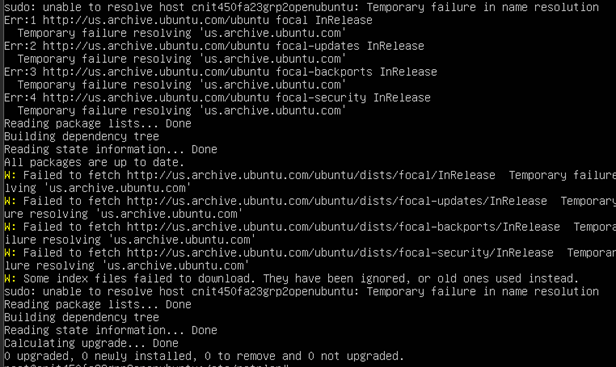 sudo: unable to resolve host cnit450fa23grp2openubuntu: Temporary failure in name resolution
Err:1 http://us.archive.ubuntu.com/ubuntu focal InRelease
  Temporary failure resolving 'us.archive.ubuntu.com'
Err:2 http://us.archive.ubuntu.com/ubuntu focal-updates InRelease
  Temporary failure resolving 'us.archive.ubuntu.com'
Err:3 http://us.archive.ubuntu.com/ubuntu focal-backports InRelease
  Temporary failure resolving 'us.archive.ubuntu.com'
Err:4 http://us.archive.ubuntu.com/ubuntu focal-security InRelease
  Temporary failure resolving 'us.archive.ubuntu.com'
Reading package lists... Done
Building dependency tree
Reading state information... Done
All packages are up to date.
W: Failed to fetch http://us.archive.ubuntu.com/ubuntu/dists/focal/InRelease  Temporary failure
lving 'us.archive.ubuntu.com'
W: Failed to fetch http://us.archive.ubuntu.com/ubuntu/dists/focal-updates/InRelease  Temporary
ure resolving 'us.archive.ubuntu.com'
W: Failed to fetch http://us.archive.ubuntu.com/ubuntu/dists/focal-backports/InRelease  Tempora
ilure resolving 'us.archive.ubuntu.com'
W: Failed to fetch http://us.archive.ubuntu.com/ubuntu/dists/focal-security/InRelease  Temporar
lure resolving 'us.archive.ubuntu.com'
W: Some index files failed to download. They have been ignored, or old ones used instead.
sudo: unable to resolve host cnit450fa23grp2openubuntu: Temporary failure in name resolution
Reading package lists... Done
Building dependency tree
Reading state information... Done
Calculating upgrade... Done
0 upgraded, 0 newly installed, 0 to remove and 0 not upgraded.